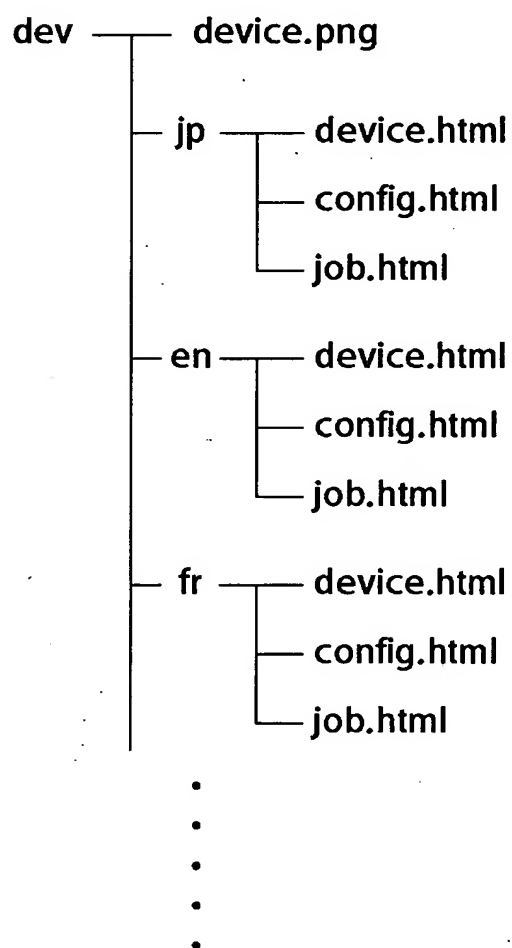 dev device.png
jp device.html
config.html
job.html
en device.html
config.html
job.html
fr device.html
config.html
job.html